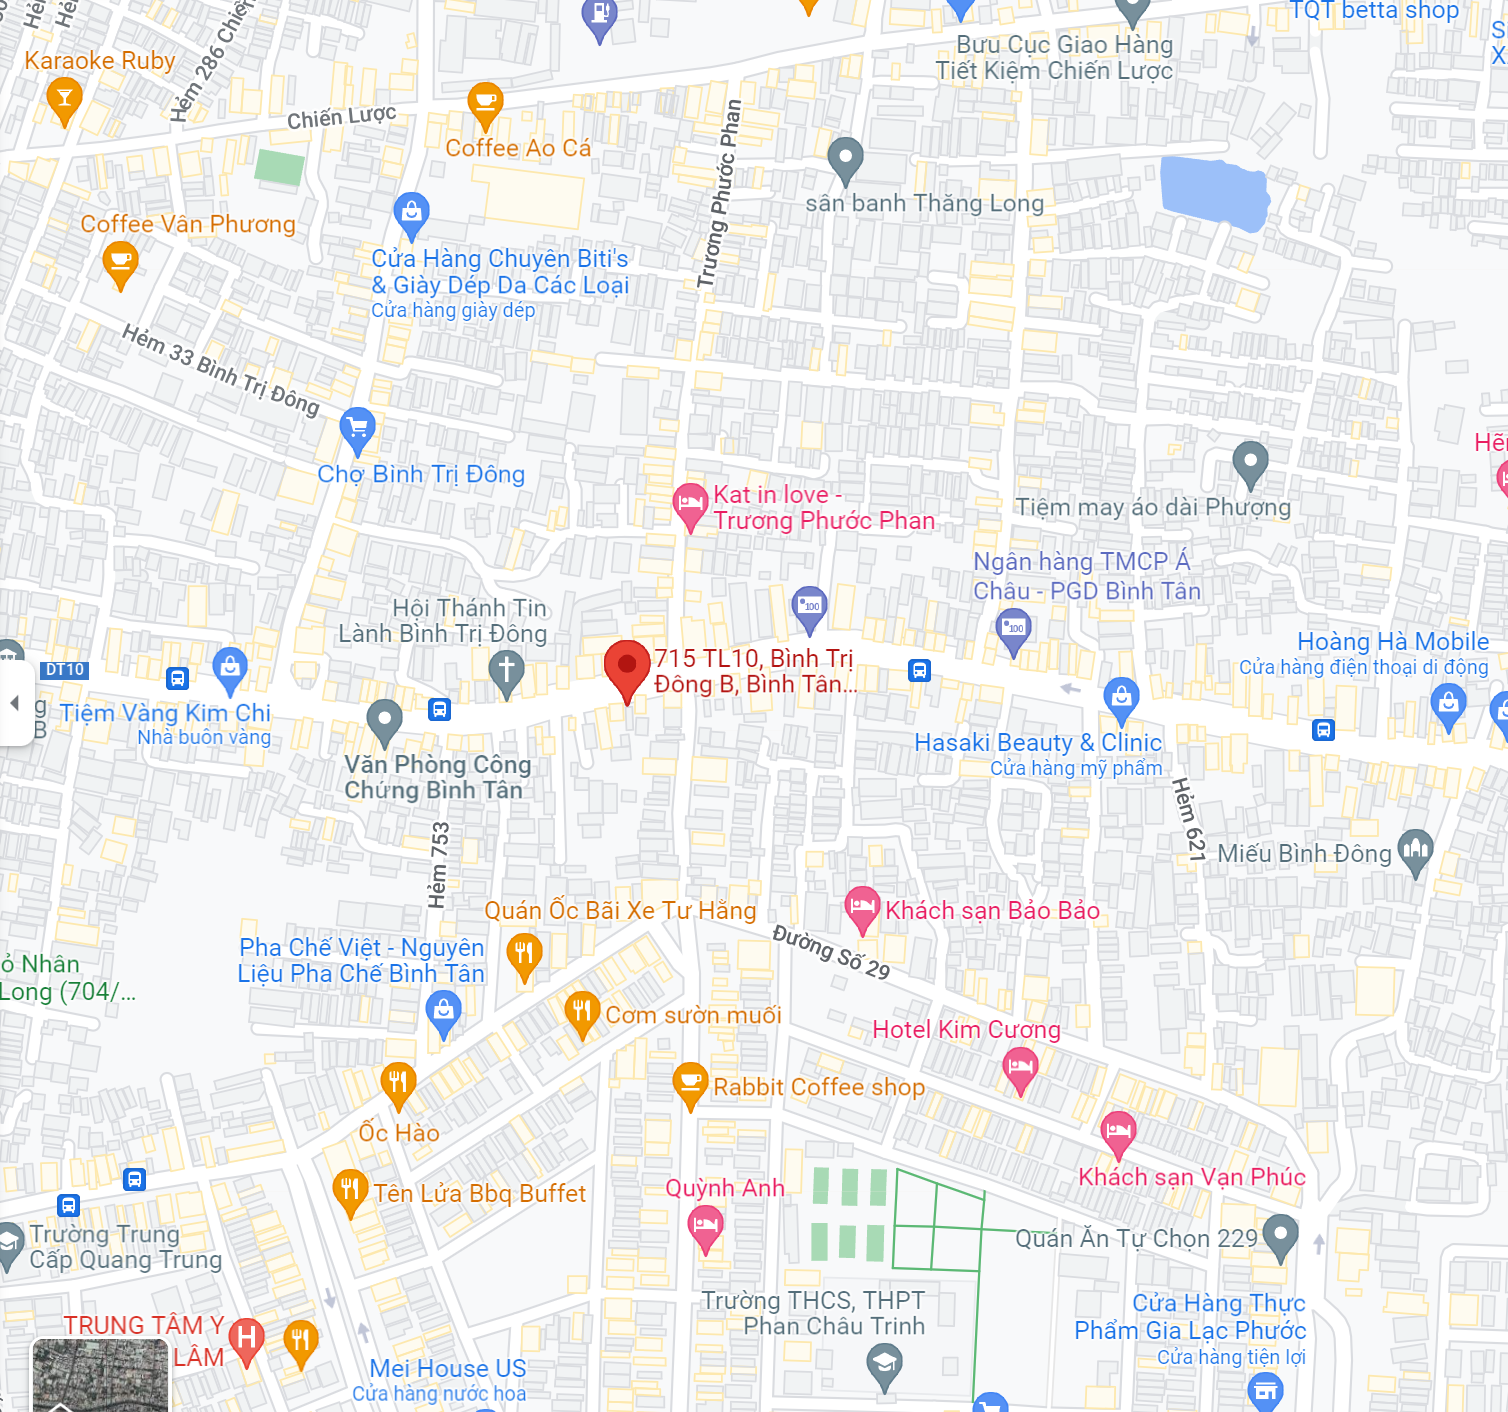 TQT betta shop
Bưu Cục Giao Hàng
Tiết Kiệm Chiến Lược
Karaoke Ruby
Hẻm 286 Chiến
Hẻm
Hẻm
Chiến Lược
Coffee Ao Cá
Trương Phước Phan
sân banh Thăng Long
Coffee Vân Phương
Cửa Hàng Chuyên Biti's
& Giày Dép Da Các Loại
Cửa hàng giày dép
Hẻm 33 Bình Trị Đông
Chợ Bình Trị Đông
Kat in love -
Trương Phước Phan
Tiệm may áo dài Phượng
Ngân hàng TMCP Á
Châu - PGD Bình Tân
100
100
Hội Thánh Tin
Lành Bình Trị Đông
715 TL10, Bình Trị
Đông B, Bình Tân...
Hoàng Hà Mobile
Cửa hàng điện thoại di động
DT10
Tiệm Vàng Kim Chi
Nhà buôn vàng
Hasaki Beauty & Clinic
Cửa hàng mỹ phẩm
Văn Phòng Công
Chứng Bình Tân
Hẻm 753
Hẻm 621
Miếu Bình Đông
Quán Ốc Bãi Xe Tư Hằng
Khách sạn Bảo Bảo
Đường Số 29
Pha Chế Việt - Nguyên
Liệu Pha Chế Bình Tân
Nhân
Long (704/...
Cơm sườn muối
Hotel Kim Cương
Rabbit Coffee shop
Ốc Hào
Khách sạn Vạn Phúc
Tên Lửa Bbq Buffet
Quỳnh Anh
Trường Trung
Cấp Quang Trung
Quán Ăn Tự Chọn 229
Trường THCS, THPT
Phan Châu Trinh
Cửa Hàng Thực
Phẩm Gia Lạc Phước
Cửa hàng tiện lợi
TRUNG TÂM Y
LÂM
H
Mei House US
Cửa hàng nước hoa